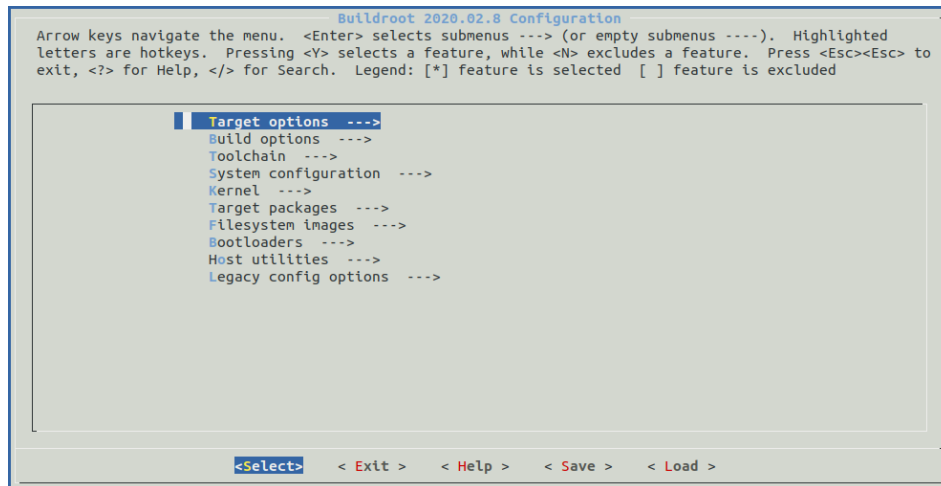 Buildroot 2020.02.8 Configuration
Arrow keys navigate the menu.  <Enter> selects submenus ---> (or empty submenus ----).  Highlighted
letters are hotkeys.  Pressing <Y> selects a feature, while <N> excludes a feature.  Press <Esc><Esc> to
exit, <?> for Help, </> for Search.  Legend: [*] feature is selected  [ ] feature is excluded
Target options  --->
Build options  --->
Toolchain  --->
System configuration  --->
Kernel  --->
Target packages  --->
Filesystem images  --->
Bootloaders  --->
Host utilities  --->
Legacy config options  --->
<Select>    < Exit >    < Help >    < Save >    < Load >